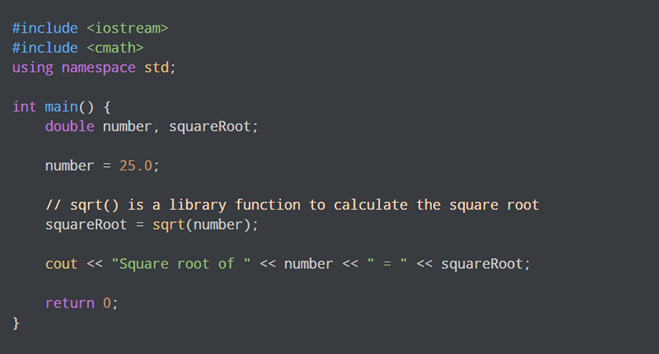 #include <iostream>
#include <cmath>
using namespace std;

int main() {
    double number, squareRoot;

    number = 25.0;

    // sqrt() is a library function to calculate the square root
    squareRoot = sqrt(number);

    cout << "Square root of " << number << " = " << squareRoot;

    return 0;
}